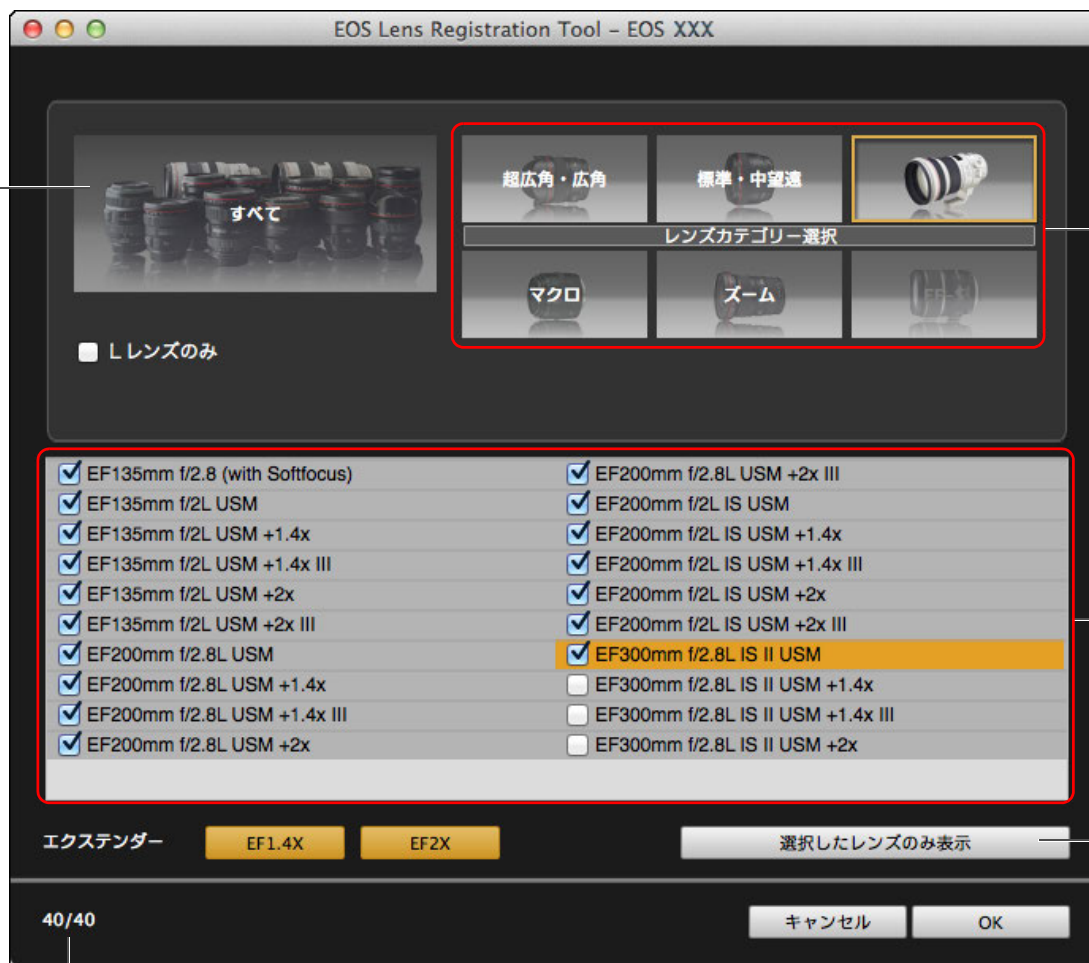 EOS Lens Registration Tool – EOS XXX
すべて
超広角・広角
標準・中望遠
レンズカテゴリー選択
マクロ
ズーム
EF-S
L レンズのみ
EF135mm f/2.8 (with Softfocus)
EF135mm f/2L USM
EF135mm f/2L USM +1.4x
EF135mm f/2L USM +1.4x III
EF135mm f/2L USM +2x
EF135mm f/2L USM +2x III
EF200mm f/2.8L USM
EF200mm f/2.8L USM +1.4x
EF200mm f/2.8L USM +1.4x III
EF200mm f/2.8L USM +2x
EF200mm f/2.8L USM +2x III
EF200mm f/2L IS USM
EF200mm f/2L IS USM +1.4x
EF200mm f/2L IS USM +1.4x III
EF200mm f/2L IS USM +2x
EF200mm f/2L IS USM +2x III
EF300mm f/2.8L IS II USM
EF300mm f/2.8L IS II USM +1.4x
EF300mm f/2.8L IS II USM +1.4x III
EF300mm f/2.8L IS II USM +2x
エクステンダー
EF1.4X
EF2X
選択したレンズのみ表示
40/40
キャンセル
OK